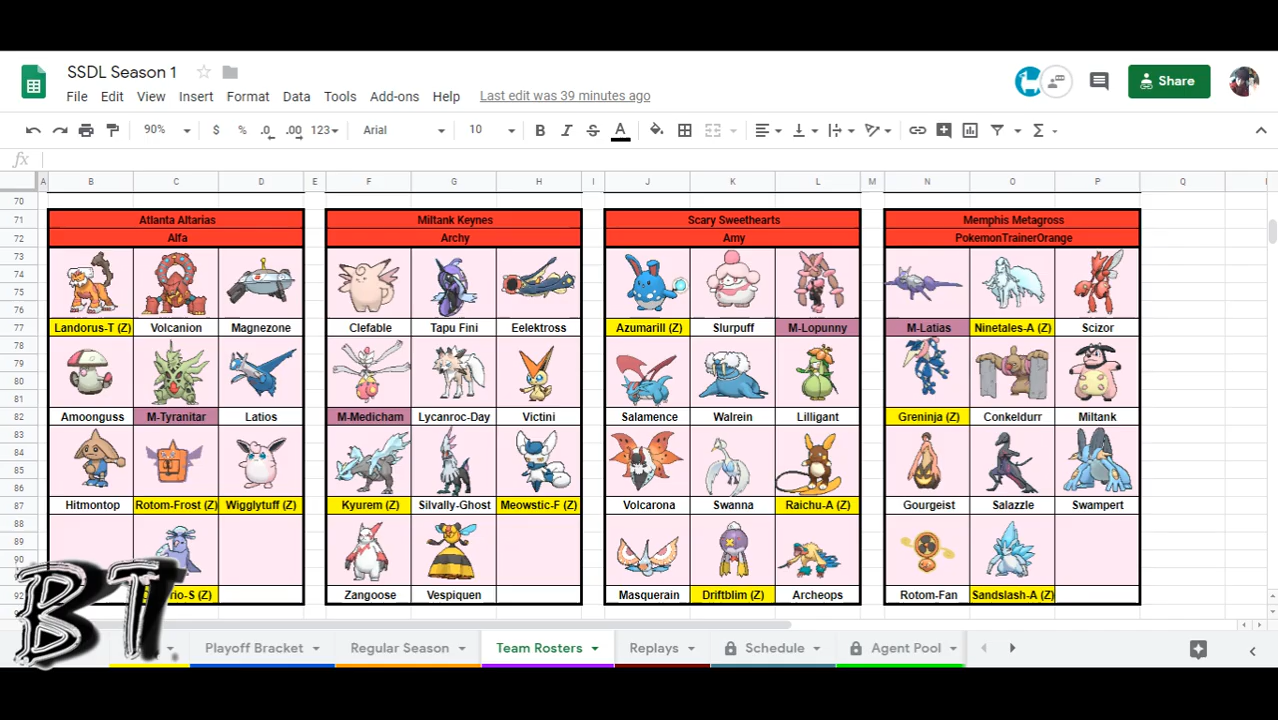 SSDL Season 1
File Edit View Insert Format Data Tools Add-ons Help Last edit was 39 minutes ago
Share
90% $ % .0 .00 123 Arial 10 B I S A
fx
A B C D E F G H I J K L M N O P Q
70
71 Atlanta Altarias Miltank Keynes Scary Sweethearts Memphis Metagross
72 Alfa Archy Amy PokemonTrainerOrange
73
74
75
76
77 Landorus-T (Z) Volcanion Magnezone Clefable Tapu Fini Eelektross Azumarill (Z) Slurpuff M-Lopunny M-Latias Ninetales-A (Z) Scizor
78
79
80
81
82 Amoonguss M-Tyranitar Latios M-Medicham Lycanroc-Day Victini Salamence Walrein Lilligant Greninja (Z) Conkeldurr Miltank
83
84
85
86
87 Hitmontop Rotom-Frost (Z) Wigglytuff (Z) Kyurem (Z) Silvally-Ghost Meowstic-F (Z) Volcarona Swanna Raichu-A (Z) Gourgeist Salazzle Swampert
88
89
90
92 rio-S (Z) Zangoose Vespiquen Masquerain Driftblim (Z) Archeops Rotom-Fan Sandslash-A (Z)
BT.
Playoff Bracket Regular Season Team Rosters Replays Schedule Agent Pool